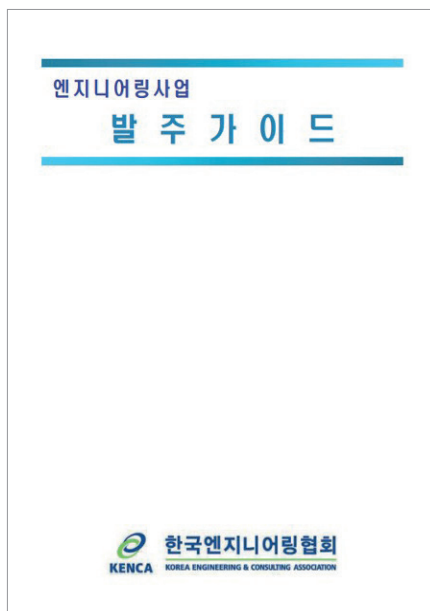 엔지니어링사업
발 주 가 이 드
한국엔지니어링협회
KENCA KOREA ENGINEERING & CONSULTING ASSOCIATION